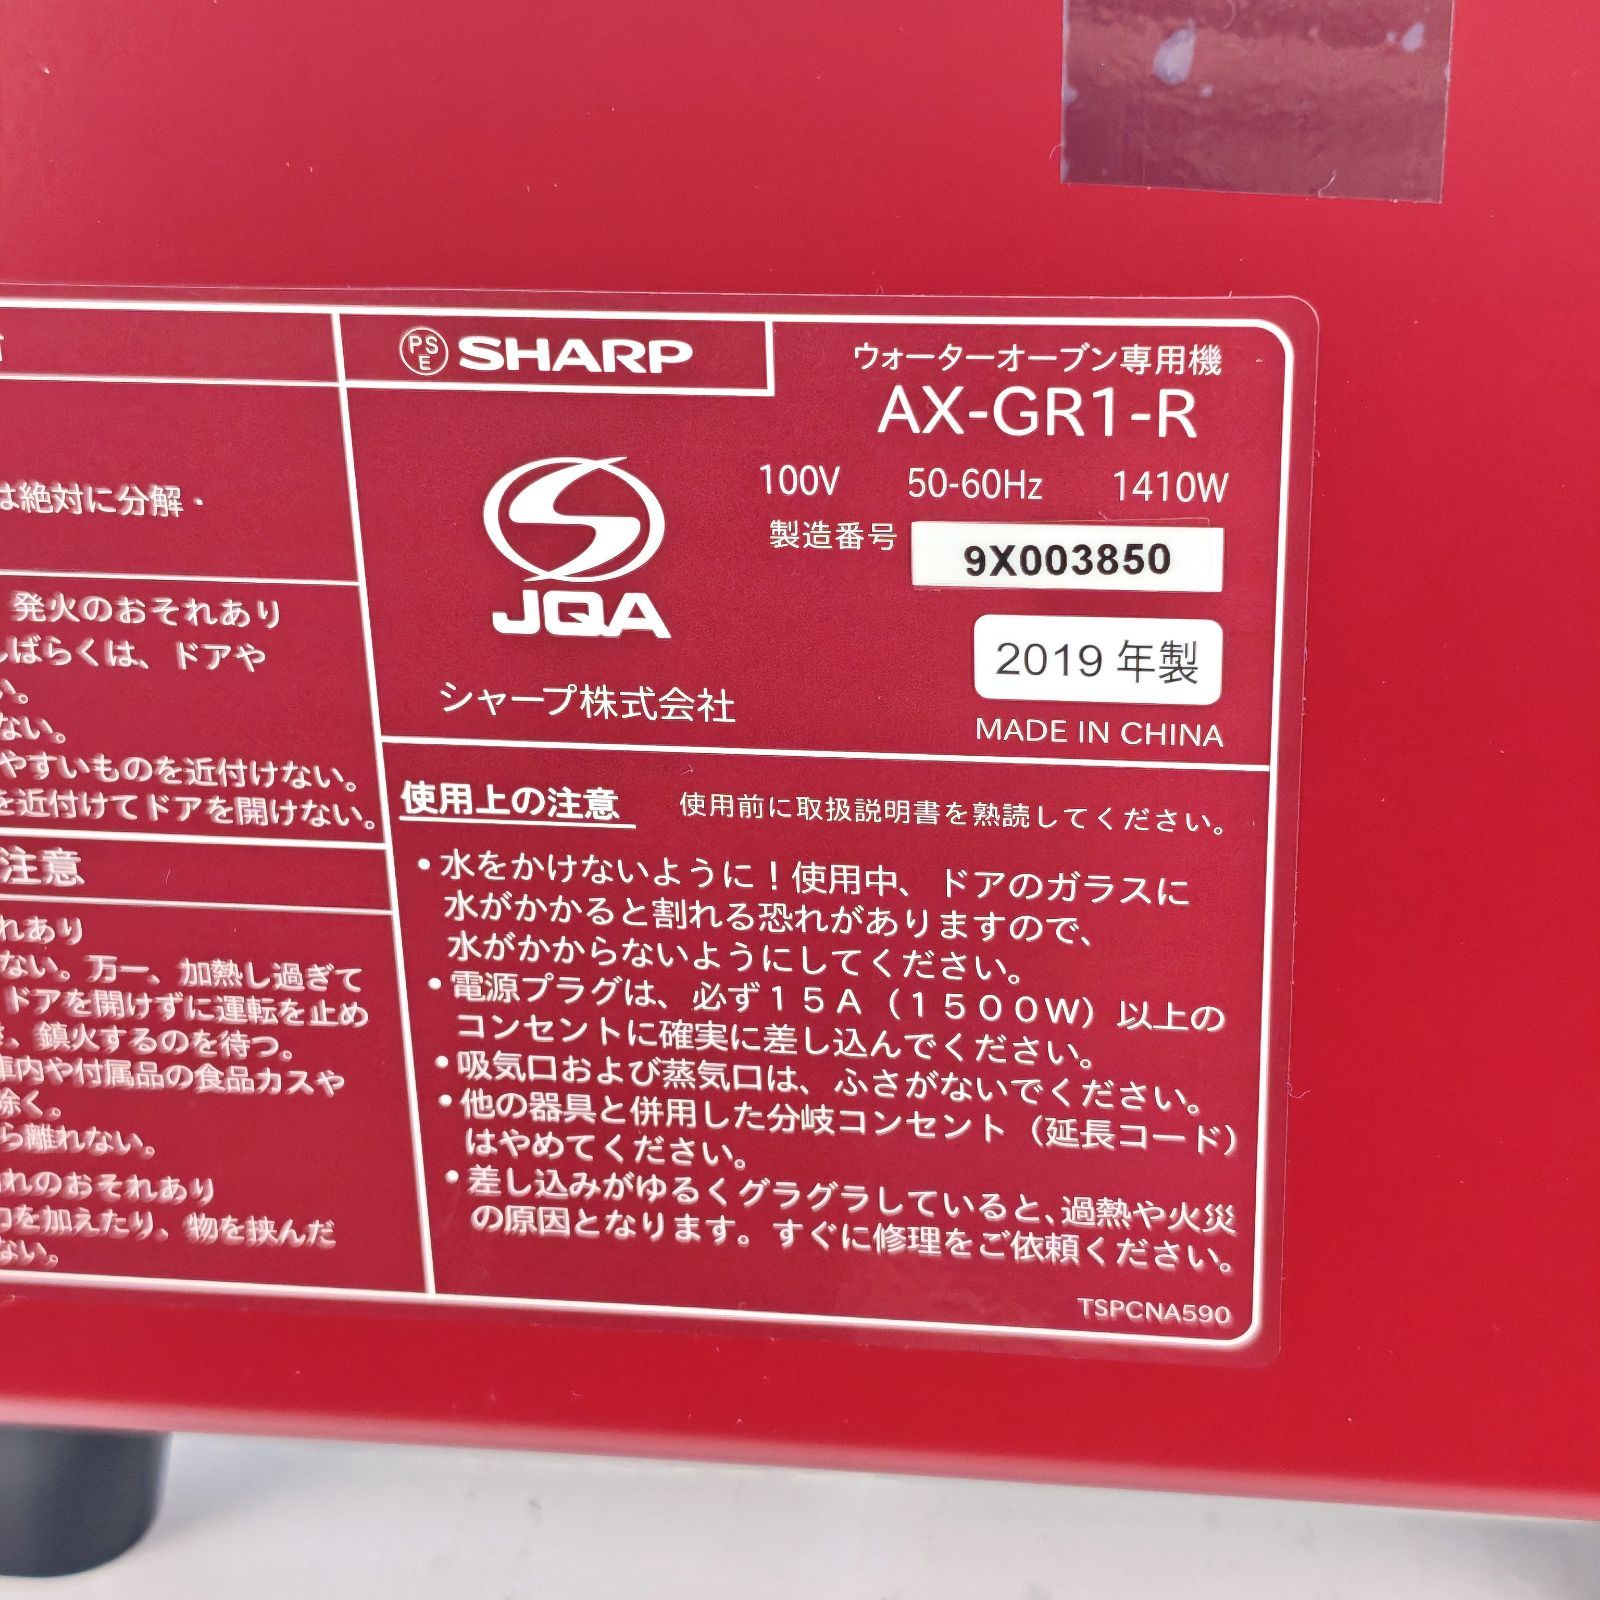 は絶対に分解・
発火のおそれあり
しばらくは、ドアや
い。
ない。
やすいものを近付けない。
を近付けてドアを開けない。
注意
れあり
ない。万一、加熱し過ぎて
ドアを開けずに運転を止め
鎮火するのを待つ。
庫内や付属品の食品カスや
除く。
ら離れない。
れのおそれあり
力を加えたり、物を挟んだ
ない。
PS E SHARP
ウォーターオーブン専用機
AX-GR1-R
100V 50-60Hz 1410W
製造番号 9X003850
JQA
2019 年製
シャープ株式会社
MADE IN CHINA
使用上の注意 使用前に取扱説明書を熟読してください。
•水をかけないように！使用中、ドアのガラスに
水がかかると割れる恐れがありますので、
水がかからないようにしてください。
•電源プラグは、必ず１５Ａ（１５００Ｗ）以上の
コンセントに確実に差し込んでください。
•吸気口および蒸気口は、ふさがないでください。
•他の器具と併用した分岐コンセント（延長コード）
はやめてください。
•差し込みがゆるくグラグラしていると、過熱や火災
の原因となります。すぐに修理をご依頼ください。
TSPCNA590